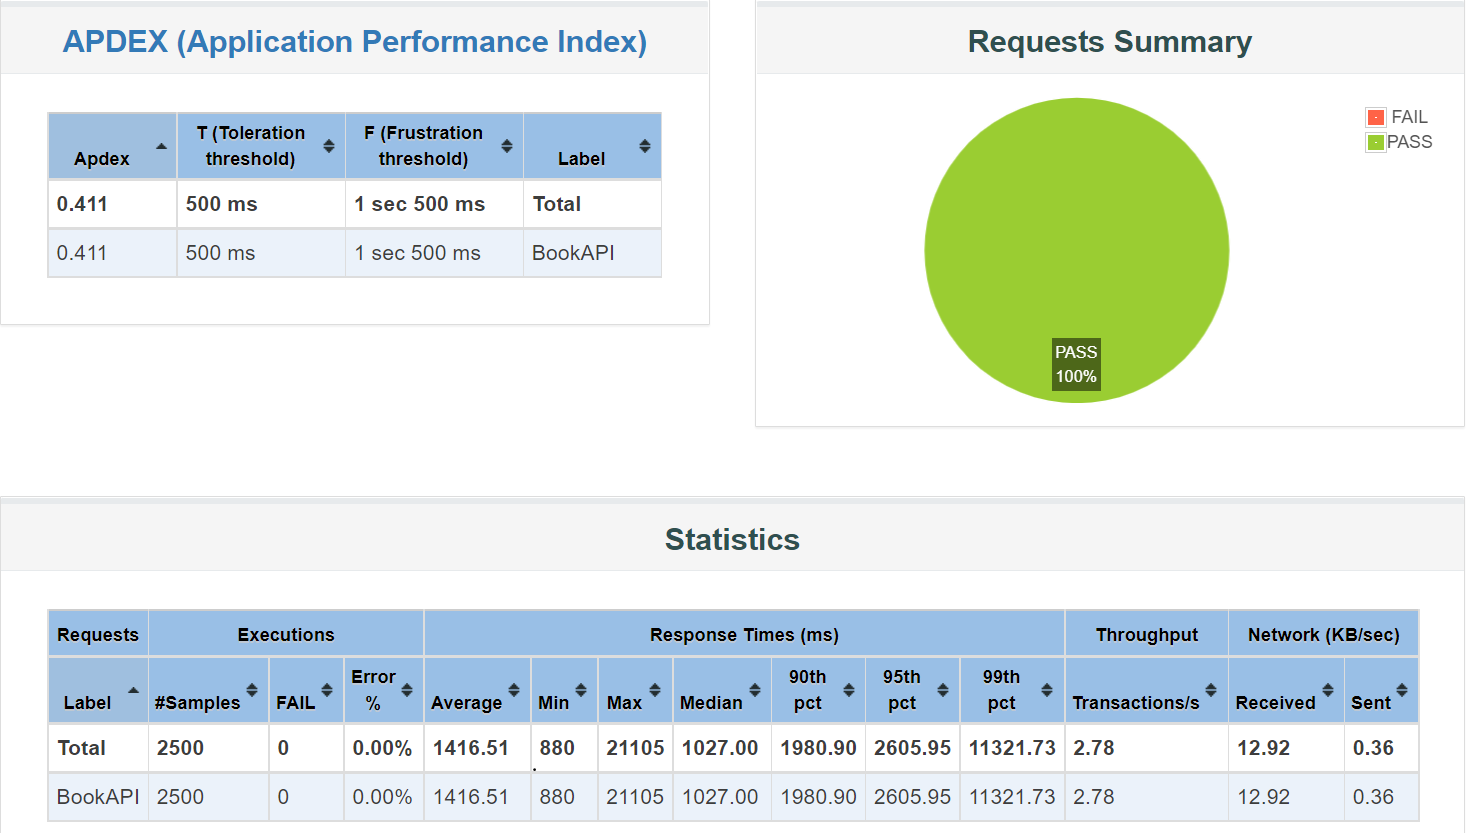 APDEX (Application Performance Index)
Apdex T (Toleration threshold) F (Frustration threshold) Label
0.411 500 ms 1 sec 500 ms Total
0.411 500 ms 1 sec 500 ms BookAPI
Requests Summary
FAIL
PASS
PASS
100%
Statistics
Requests Executions Response Times (ms) Throughput Network (KB/sec)
Label #Samples FAIL Error % Average Min Max Median 90th pct 95th pct 99th pct Transactions/s Received Sent
Total 2500 0 0.00% 1416.51 880 21105 1027.00 1980.90 2605.95 11321.73 2.78 12.92 0.36
BookAPI 2500 0 0.00% 1416.51 880 21105 1027.00 1980.90 2605.95 11321.73 2.78 12.92 0.36